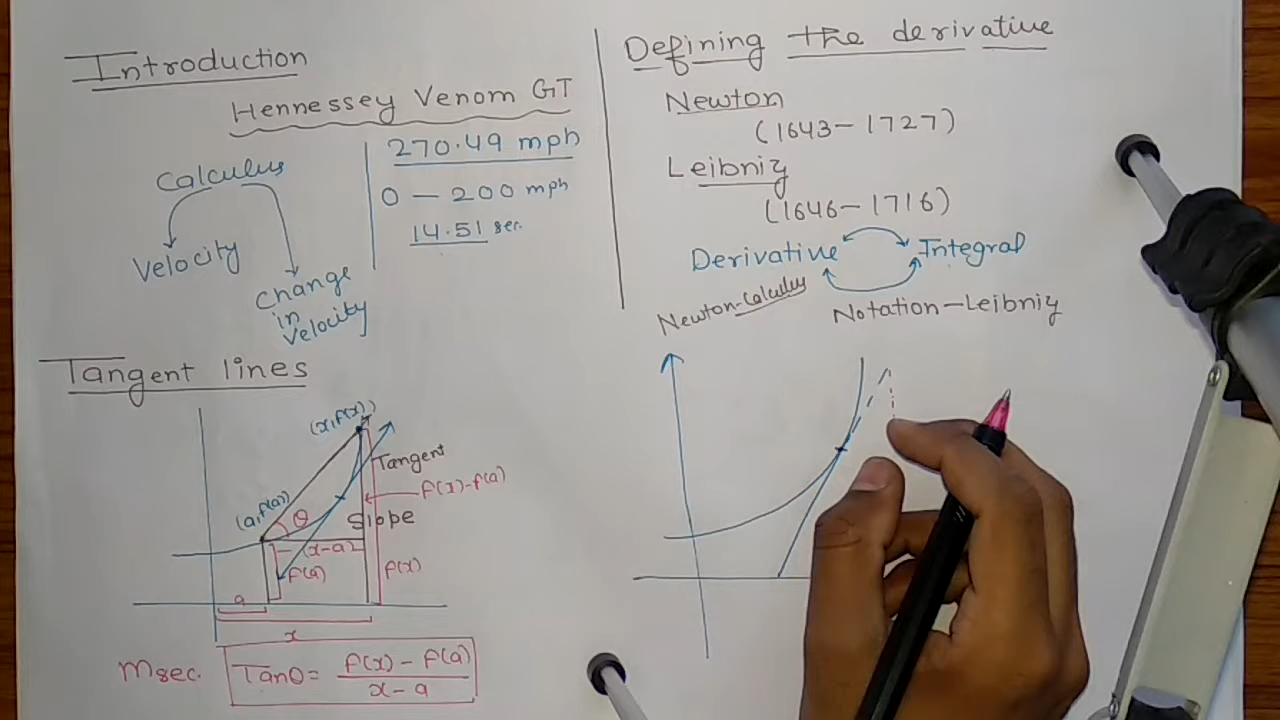 Introduction
Hennessey Venom GT
Calculus
Velocity
Change
in
Velocity
270.49 mph
0 - 200 mph
14.51 sec.
Tangent lines
(x, f(x))
Tangent
f(x)-f(a)
(a, f(a))
θ
Slope
(x-a)
f(a)
f(x)
a
x
Msec.
Tanθ = f(x) - f(a)
x - a
Defining the derivative
Newton
(1643- 1727)
Leibniz
(1646- 1716)
Derivative
Integral
Newton-Calculus
Notation-Leibniz